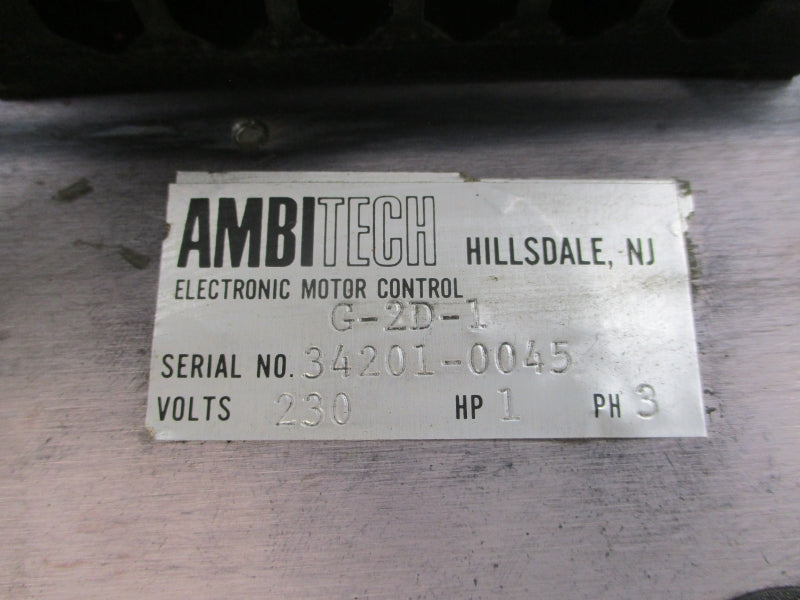 AMBITECH HILLSDALE, NJ
ELECTRONIC MOTOR CONTROL
G-2D-1
SERIAL NO. 34201-0045
VOLTS 230 HP 1 PH 3